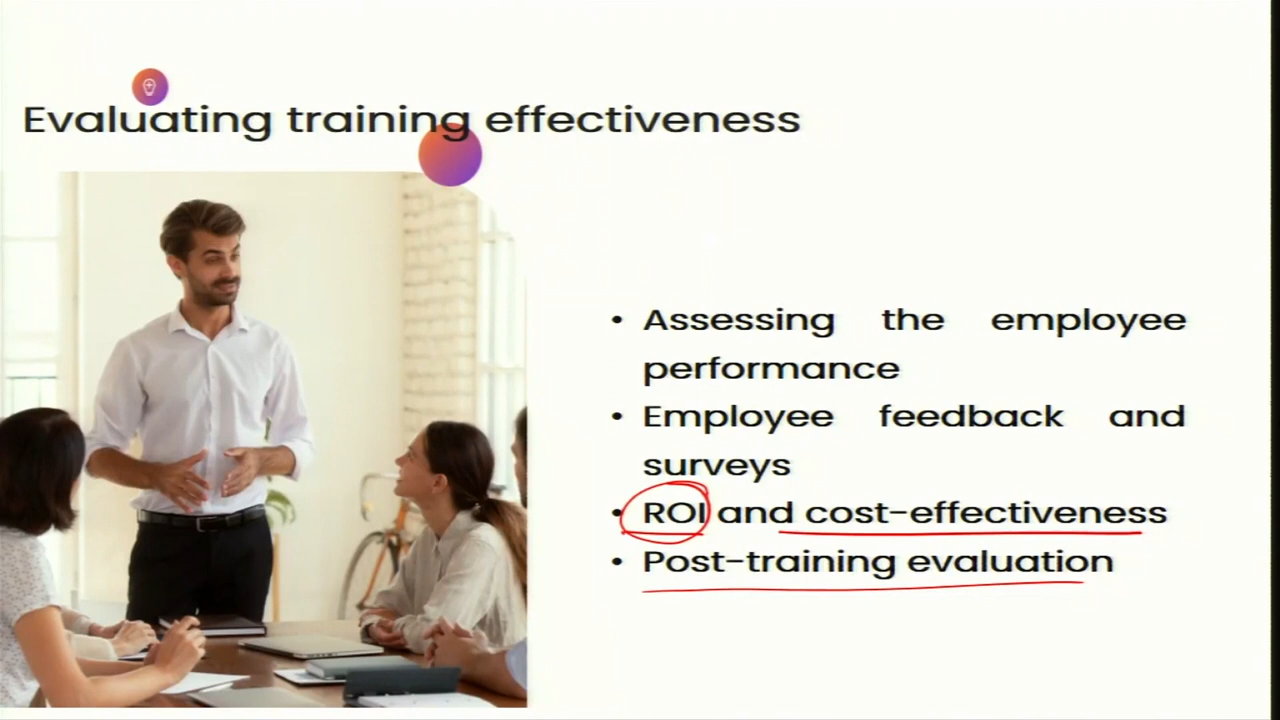 Evaluating training effectiveness
• Assessing the employee
performance
• Employee feedback and
surveys
• ROI and cost-effectiveness
• Post-training evaluation